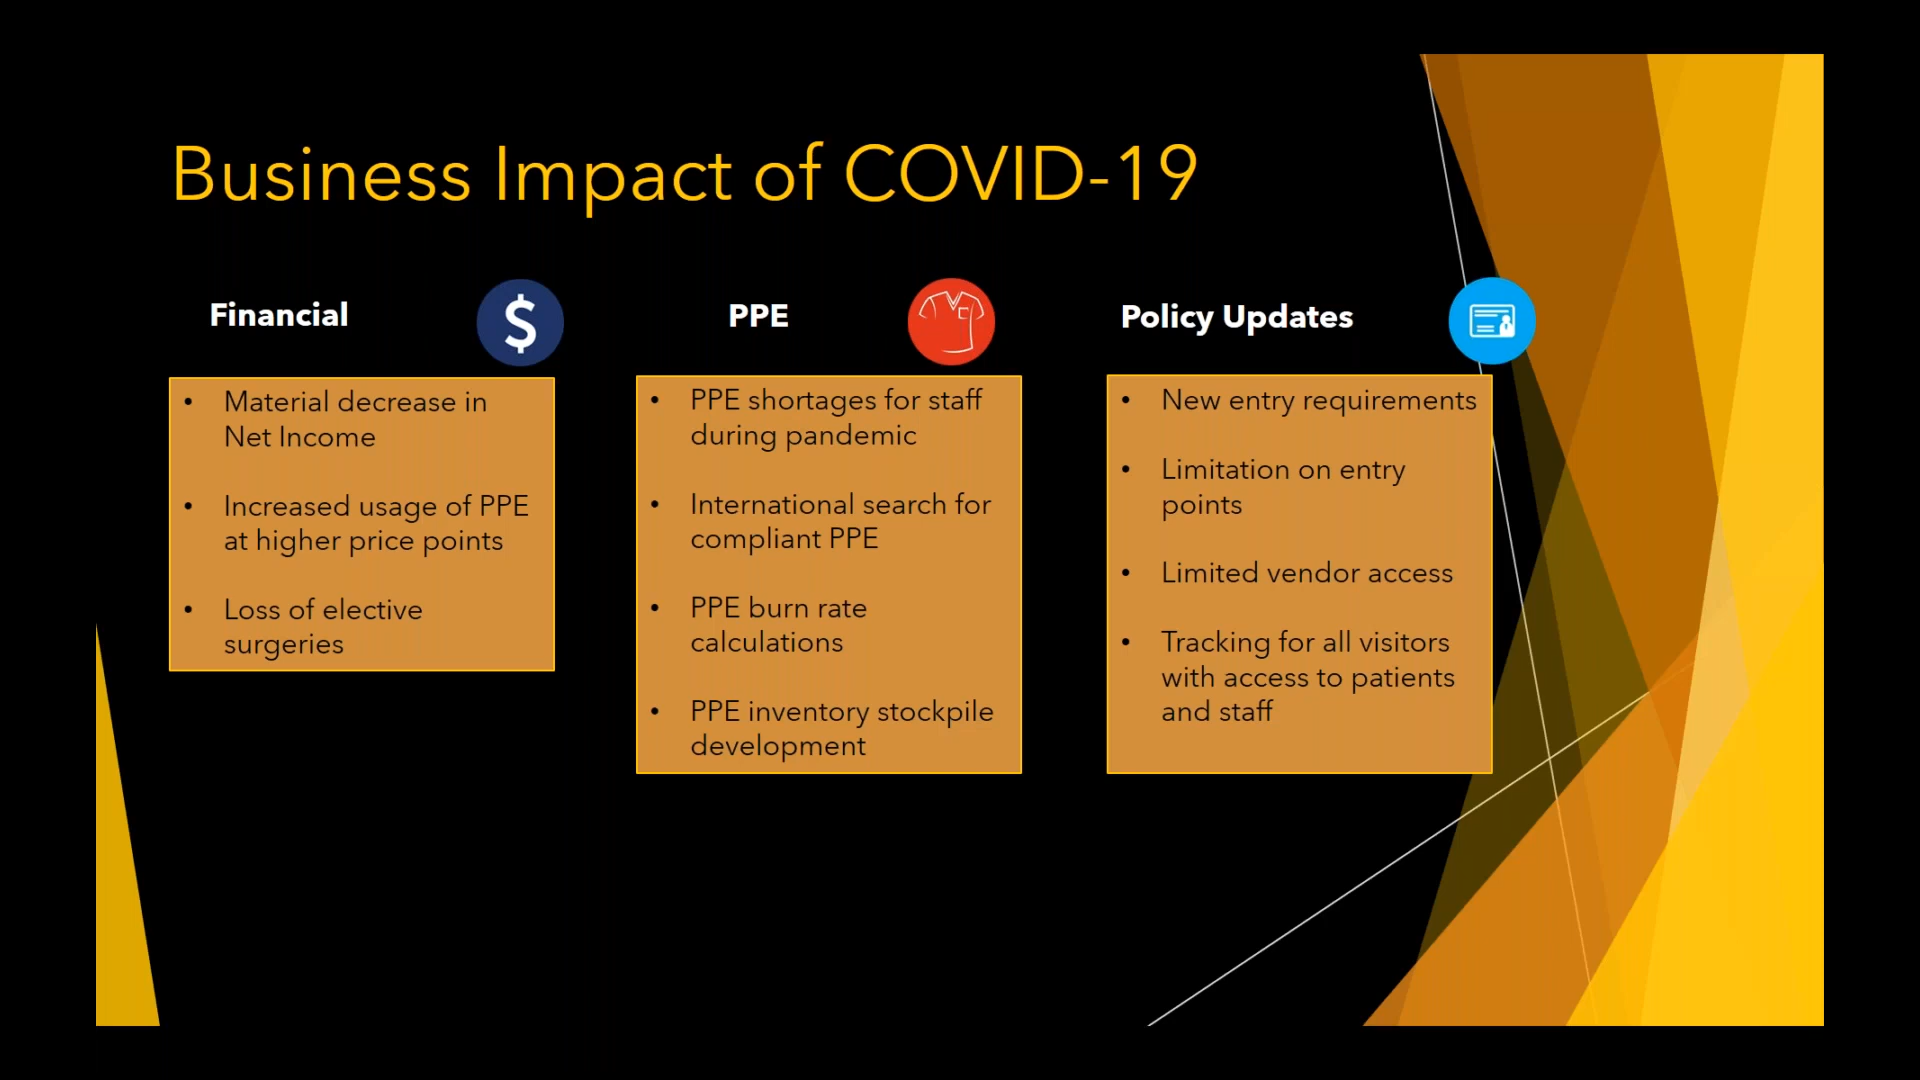 Business Impact of COVID-19
Financial
$
• Material decrease in
Net Income
• Increased usage of PPE
at higher price points
• Loss of elective
surgeries
PPE
• PPE shortages for staff
during pandemic
• International search for
compliant PPE
• PPE burn rate
calculations
• PPE inventory stockpile
development
Policy Updates
• New entry requirements
• Limitation on entry
points
• Limited vendor access
• Tracking for all visitors
with access to patients
and staff